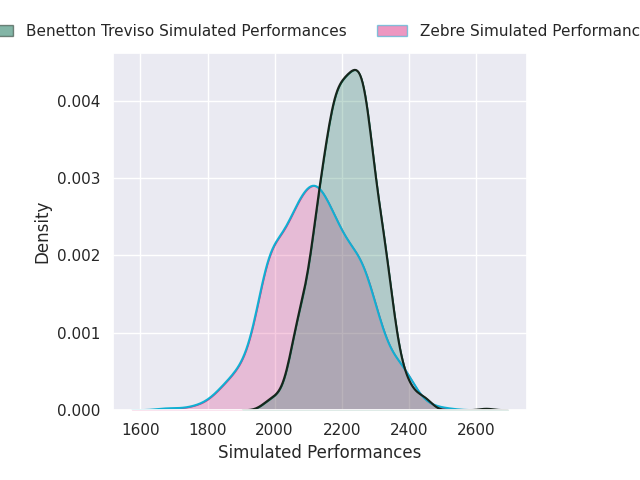 Benetton Treviso Simulated Performances
Zebre Simulated
0.004
0.003
0.002
0.001
0.000
Density
1600 1800 2000 2200 2400 2600
Simulated Performances